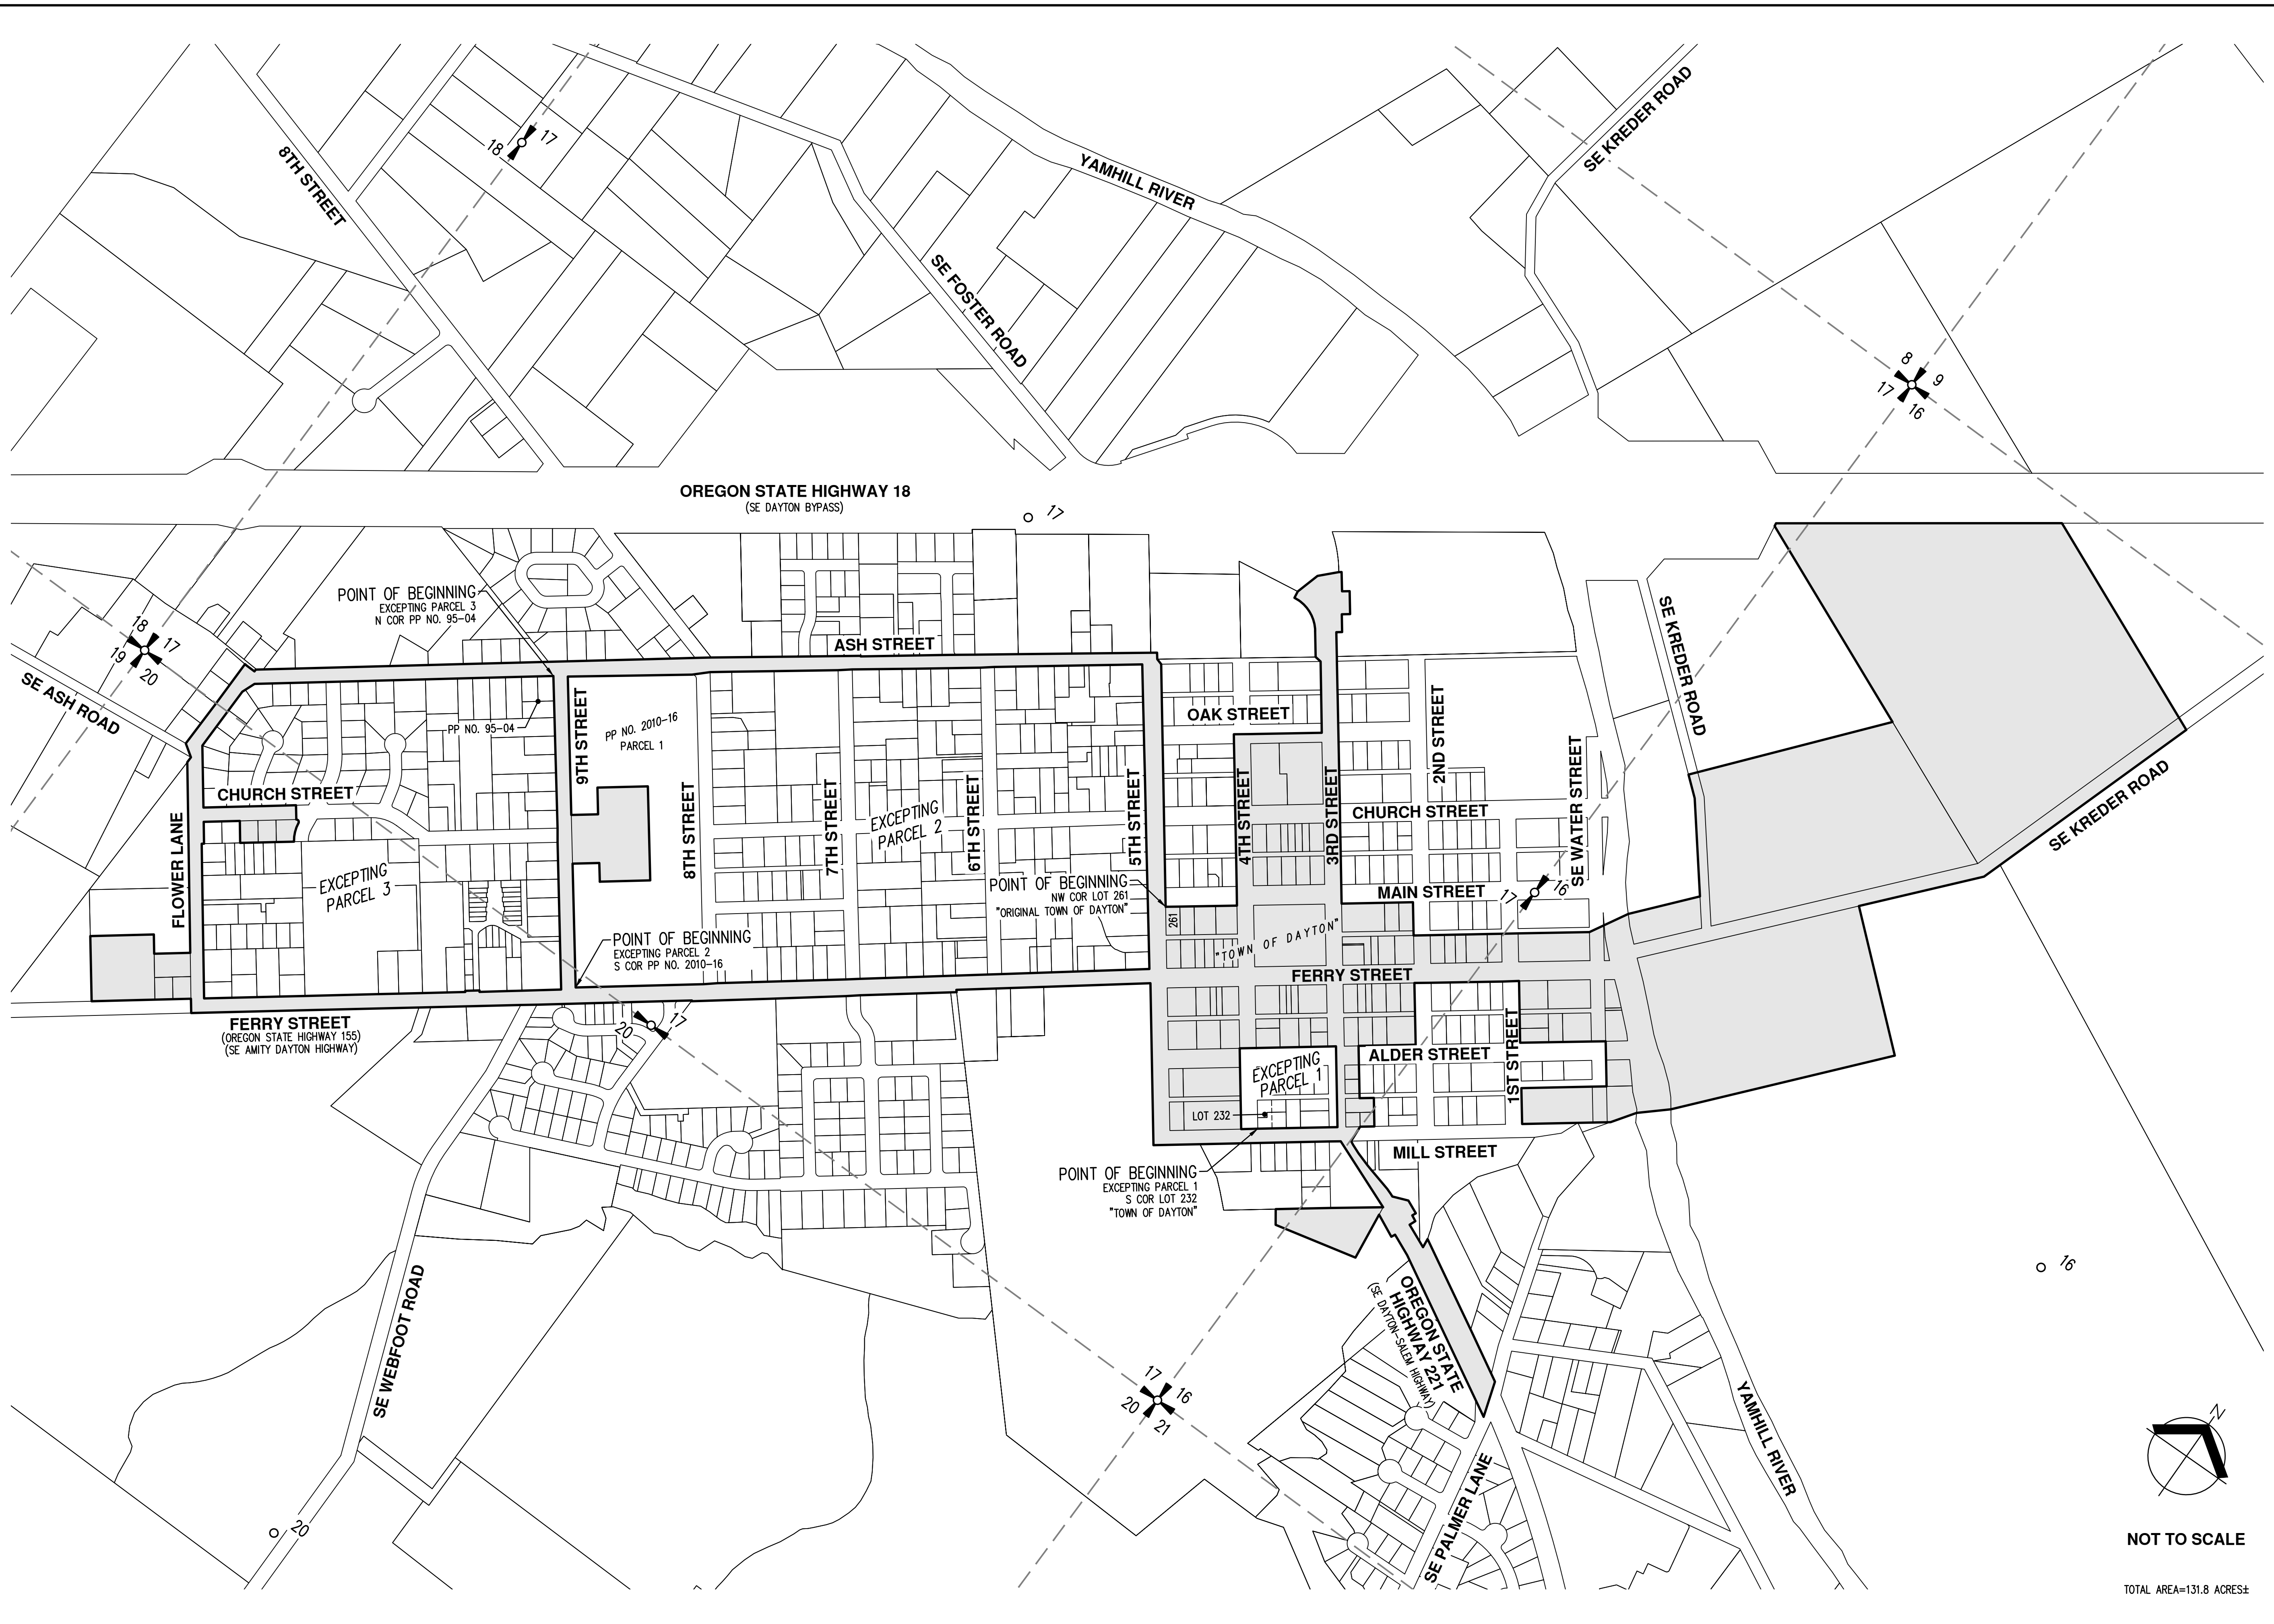 SE KREDER ROAD
17
18
8TH STREET
YAMHILL RIVER
SE FOSTER ROAD
8
9
17
16
OREGON STATE HIGHWAY 18
(SE DAYTON BYPASS)
17
POINT OF BEGINNING
EXCEPTING PARCEL 3
N COR PP NO. 95-04
18
17
19
20
SE ASH ROAD
ASH STREET
SE KREDER ROAD
PP NO. 95-04
9TH STREET
PP NO. 2010-16
PARCEL 1
OAK STREET
2ND STREET
SE WATER STREET
CHURCH STREET
8TH STREET
7TH STREET
EXCEPTING
PARCEL 2
6TH STREET
5TH STREET
4TH STREET
3RD STREET
CHURCH STREET
SE KREDER ROAD
FLOWER LANE
EXCEPTING
PARCEL 3
POINT OF BEGINNING
NW COR LOT 261
"ORIGINAL TOWN OF DAYTON"
261
MAIN STREET
17
16
POINT OF BEGINNING
EXCEPTING PARCEL 2
S COR PP NO. 2010-16
"TOWN OF DAYTON"
FERRY STREET
FERRY STREET
(OREGON STATE HIGHWAY 155)
(SE AMITY DAYTON HIGHWAY)
20
17
EXCEPTING
PARCEL 1
ALDER STREET
1ST STREET
LOT 232
MILL STREET
POINT OF BEGINNING
EXCEPTING PARCEL 1
S COR LOT 232
"TOWN OF DAYTON"
16
OREGON STATE
HIGHWAY 221
(SE DAYTON-SALEM HIGHWAY)
SE WEBFOOT ROAD
17
16
20
21
YAMHILL RIVER
SE PALMER LANE
20
N
NOT TO SCALE
TOTAL AREA=131.8 ACRES±